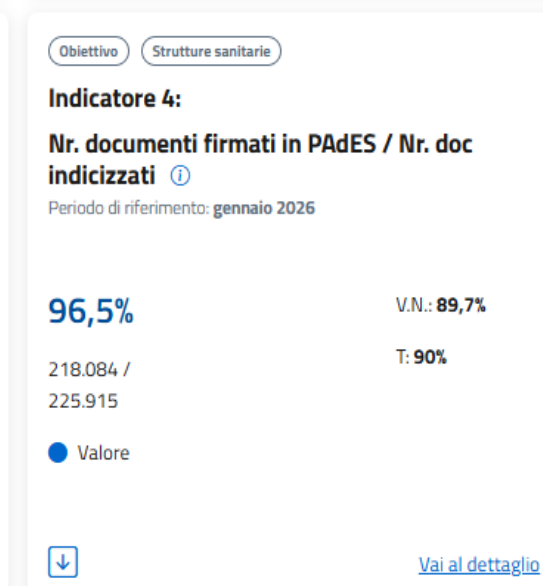 Obiettivo Strutture sanitarie
Indicatore 4:
Nr. documenti firmati in PAdES / Nr. doc
indicizzati
Periodo di riferimento: gennaio 2026
96,5% V.N.: 89,7%
T: 90%
218.084 /
225.915
Valore
Vai al dettaglio